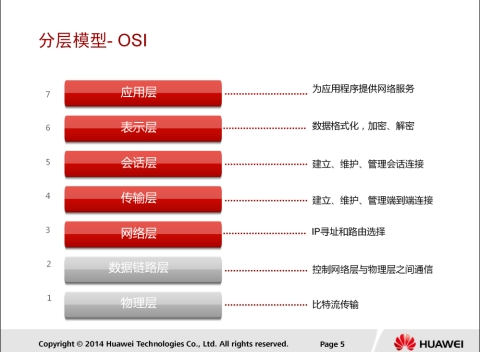 分层模型- OSI
7 应用层 为应用程序提供网络服务
6 表示层 数据格式化，加密、解密
5 会话层 建立、维护、管理会话连接
4 传输层 建立、维护、管理端到端连接
3 网络层 IP寻址和路由选择
2 数据链路层 控制网络层与物理层之间通信
1 物理层 比特流传输
Copyright © 2014 Huawei Technologies Co., Ltd. All rights reserved. Page 5 HUAWEI